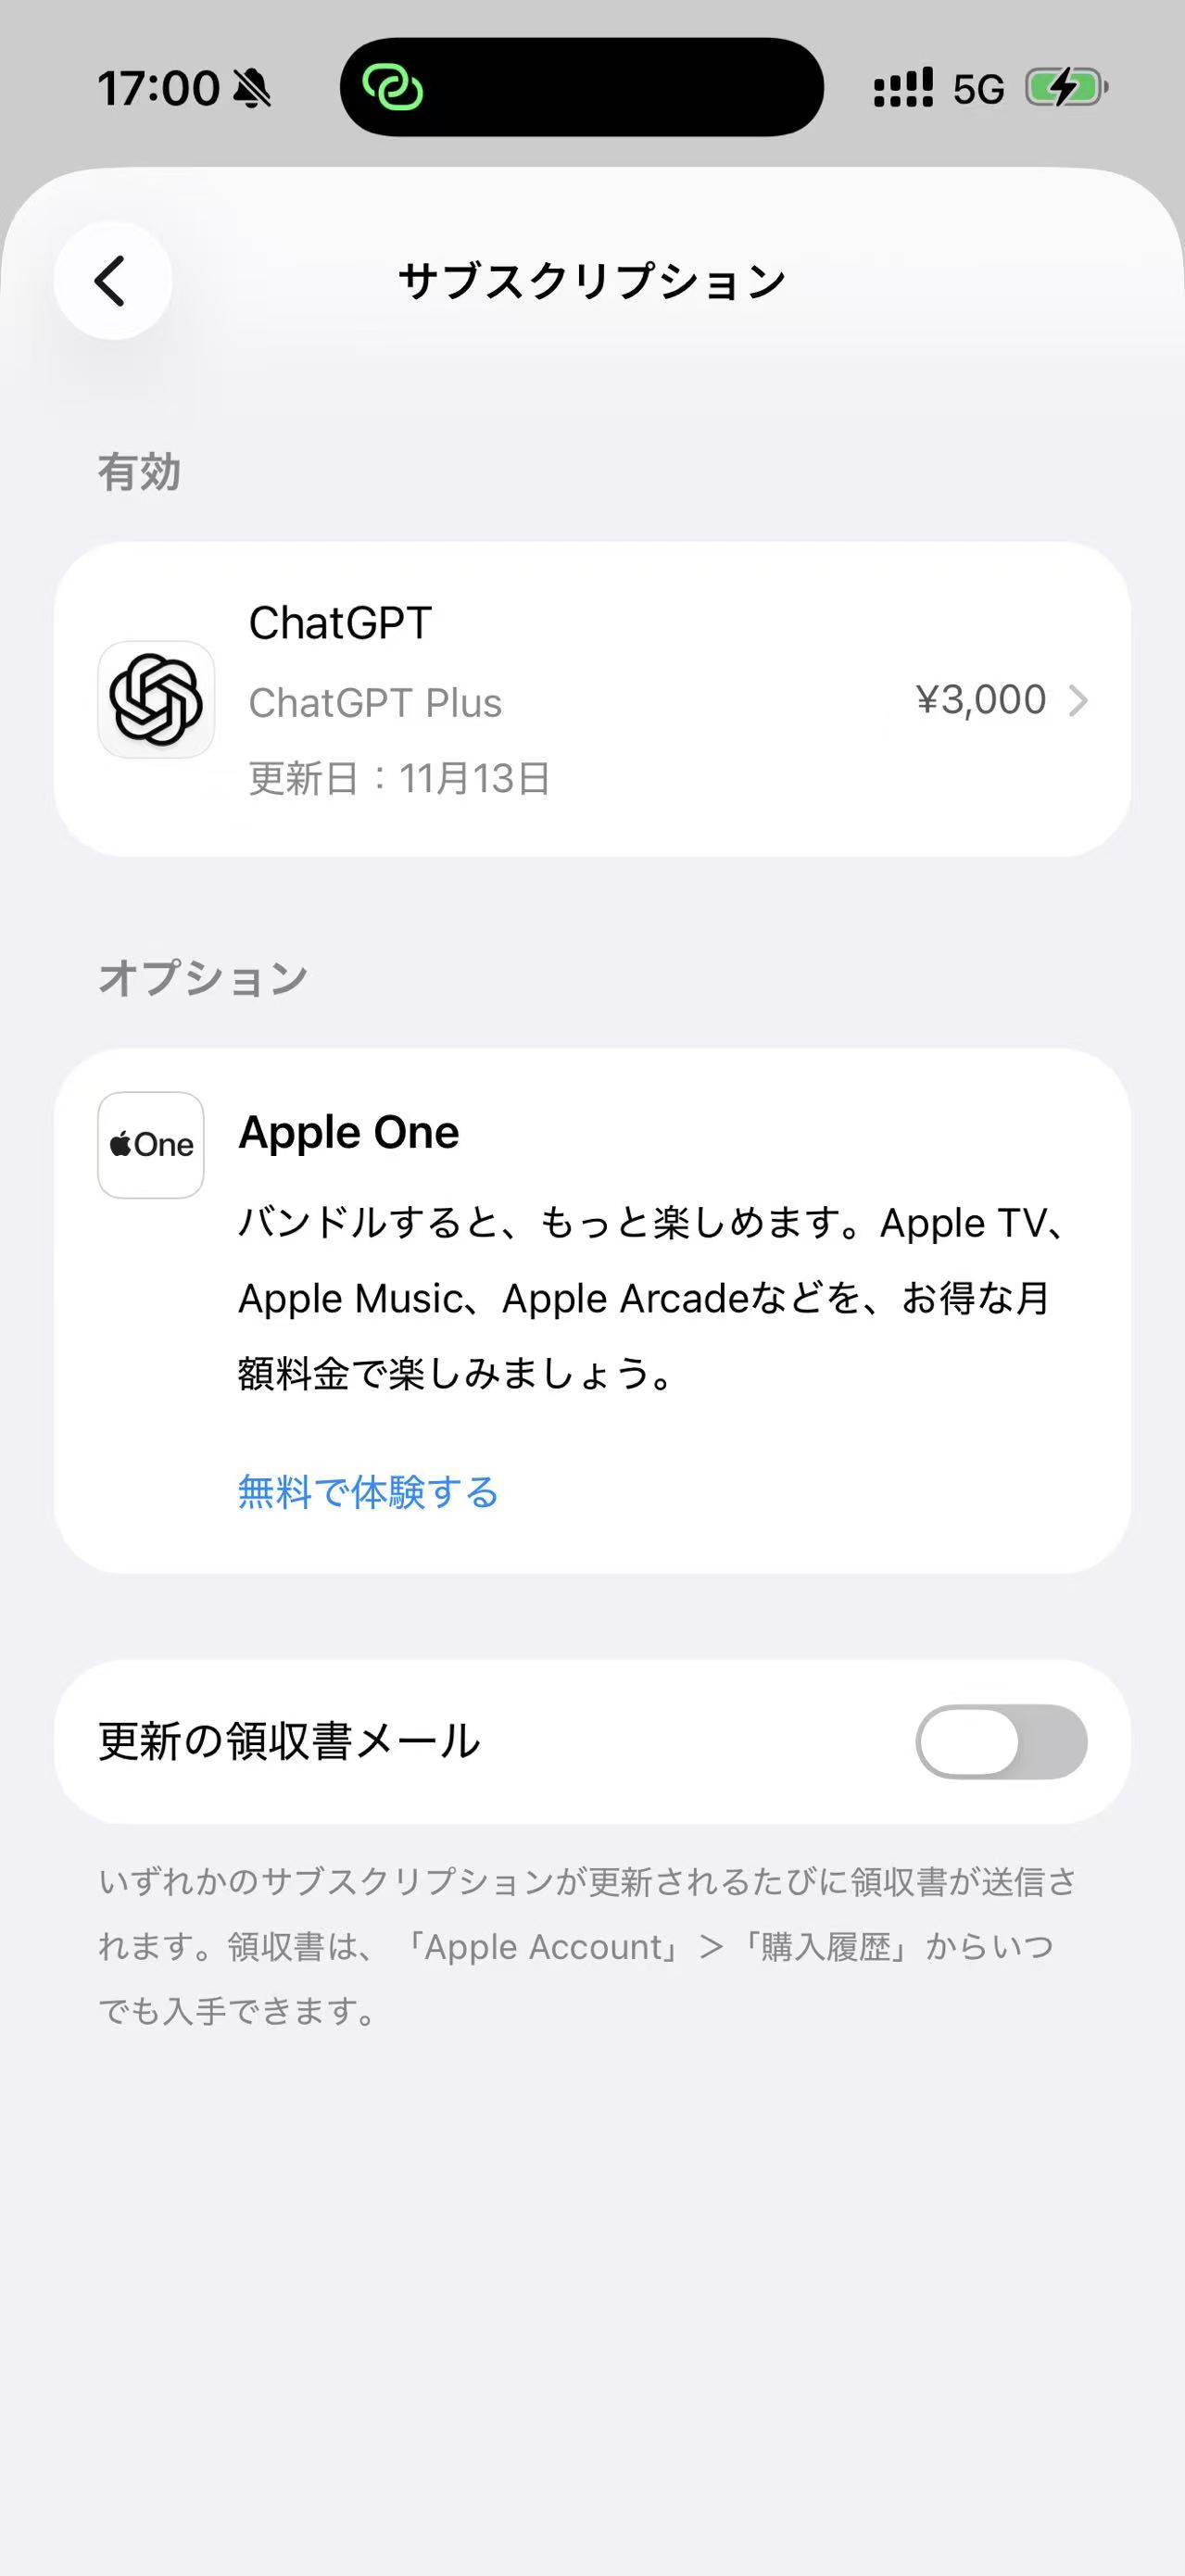 17:00
5G
サブスクリプション
有効
ChatGPT
ChatGPT Plus
¥3,000
更新日：11月13日
オプション
One
Apple One
バンドルすると、もっと楽しめます。Apple TV、
Apple Music、Apple Arcadeなどを、お得な月
額料金で楽しみましょう。
無料で体験する
更新の領収書メール
いずれかのサブスクリプションが更新されるたびに領収書が送信さ
れます。領収書は、「Apple Account」＞「購入履歴」からいつ
でも入手できます。